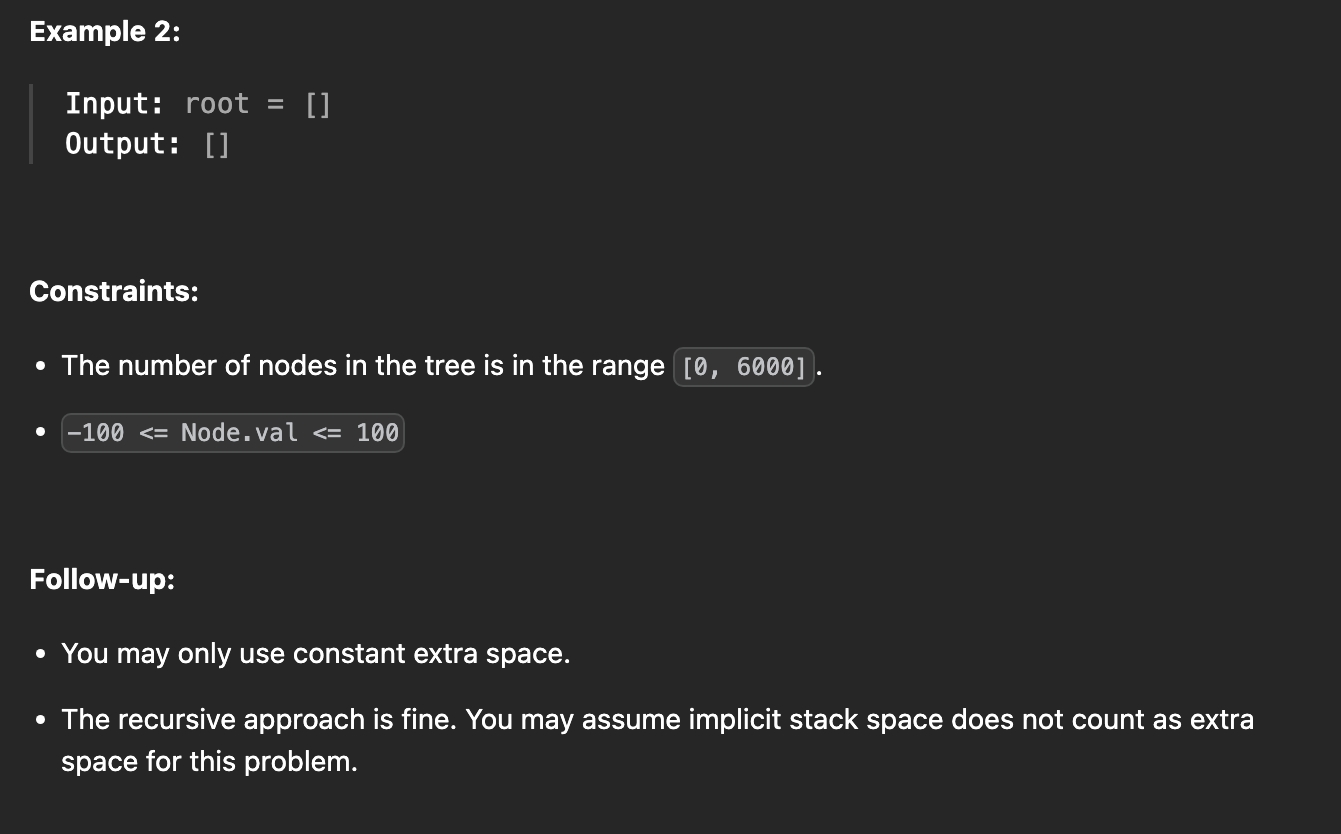 Example 2:
Input: root = []
Output: []
Constraints:
• The number of nodes in the tree is in the range [0, 6000].
• -100 <= Node.val <= 100
Follow-up:
• You may only use constant extra space.
• The recursive approach is fine. You may assume implicit stack space does not count as extra
space for this problem.